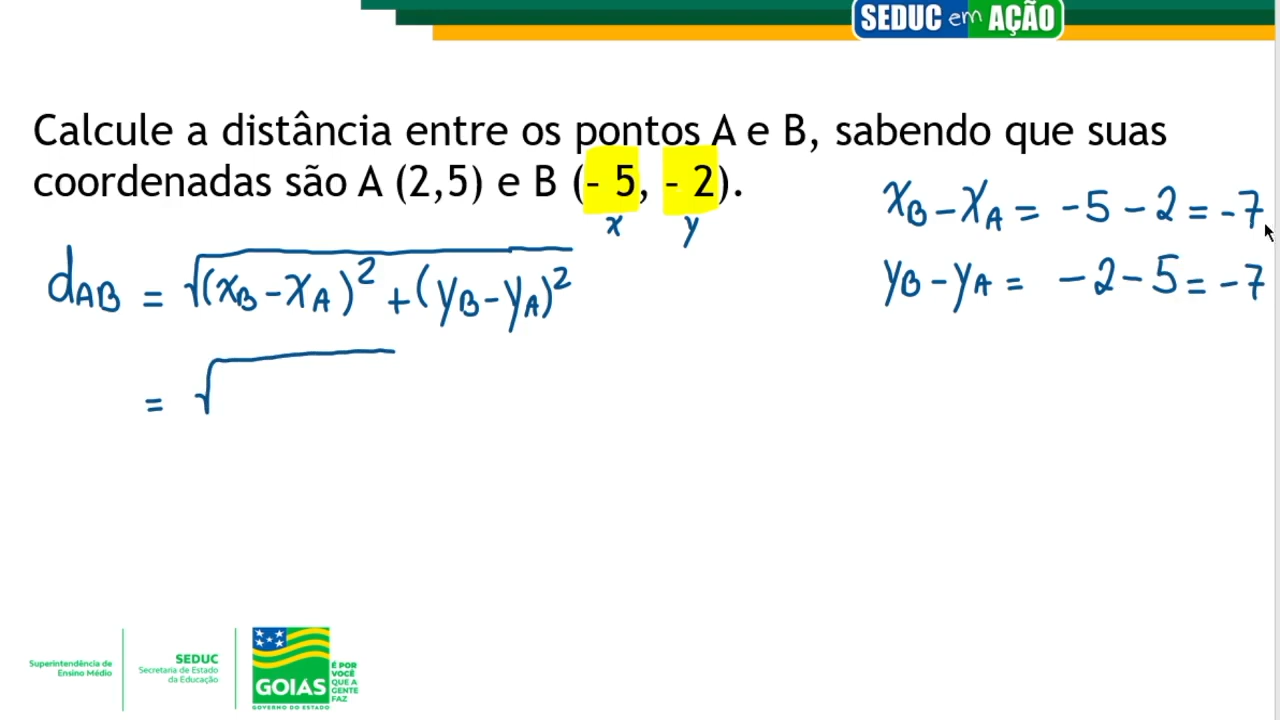 SEDUC em AÇÃO
Calcule a distância entre os pontos A e B, sabendo que suas
coordenadas são A (2,5) e B (- 5, - 2).
x y
x_B - x_A = -5 - 2 = -7
y_B - y_A = -2 - 5 = -7
d_AB = √(x_B - x_A)² + (y_B - y_A)²
= √
Superintendência de
Ensino Médio
SEDUC
Secretaria de Estado
da Educação
GOIÁS
GOVERNO DO ESTADO
É POR
VOCÊ
QUE A
GENTE
FAZ